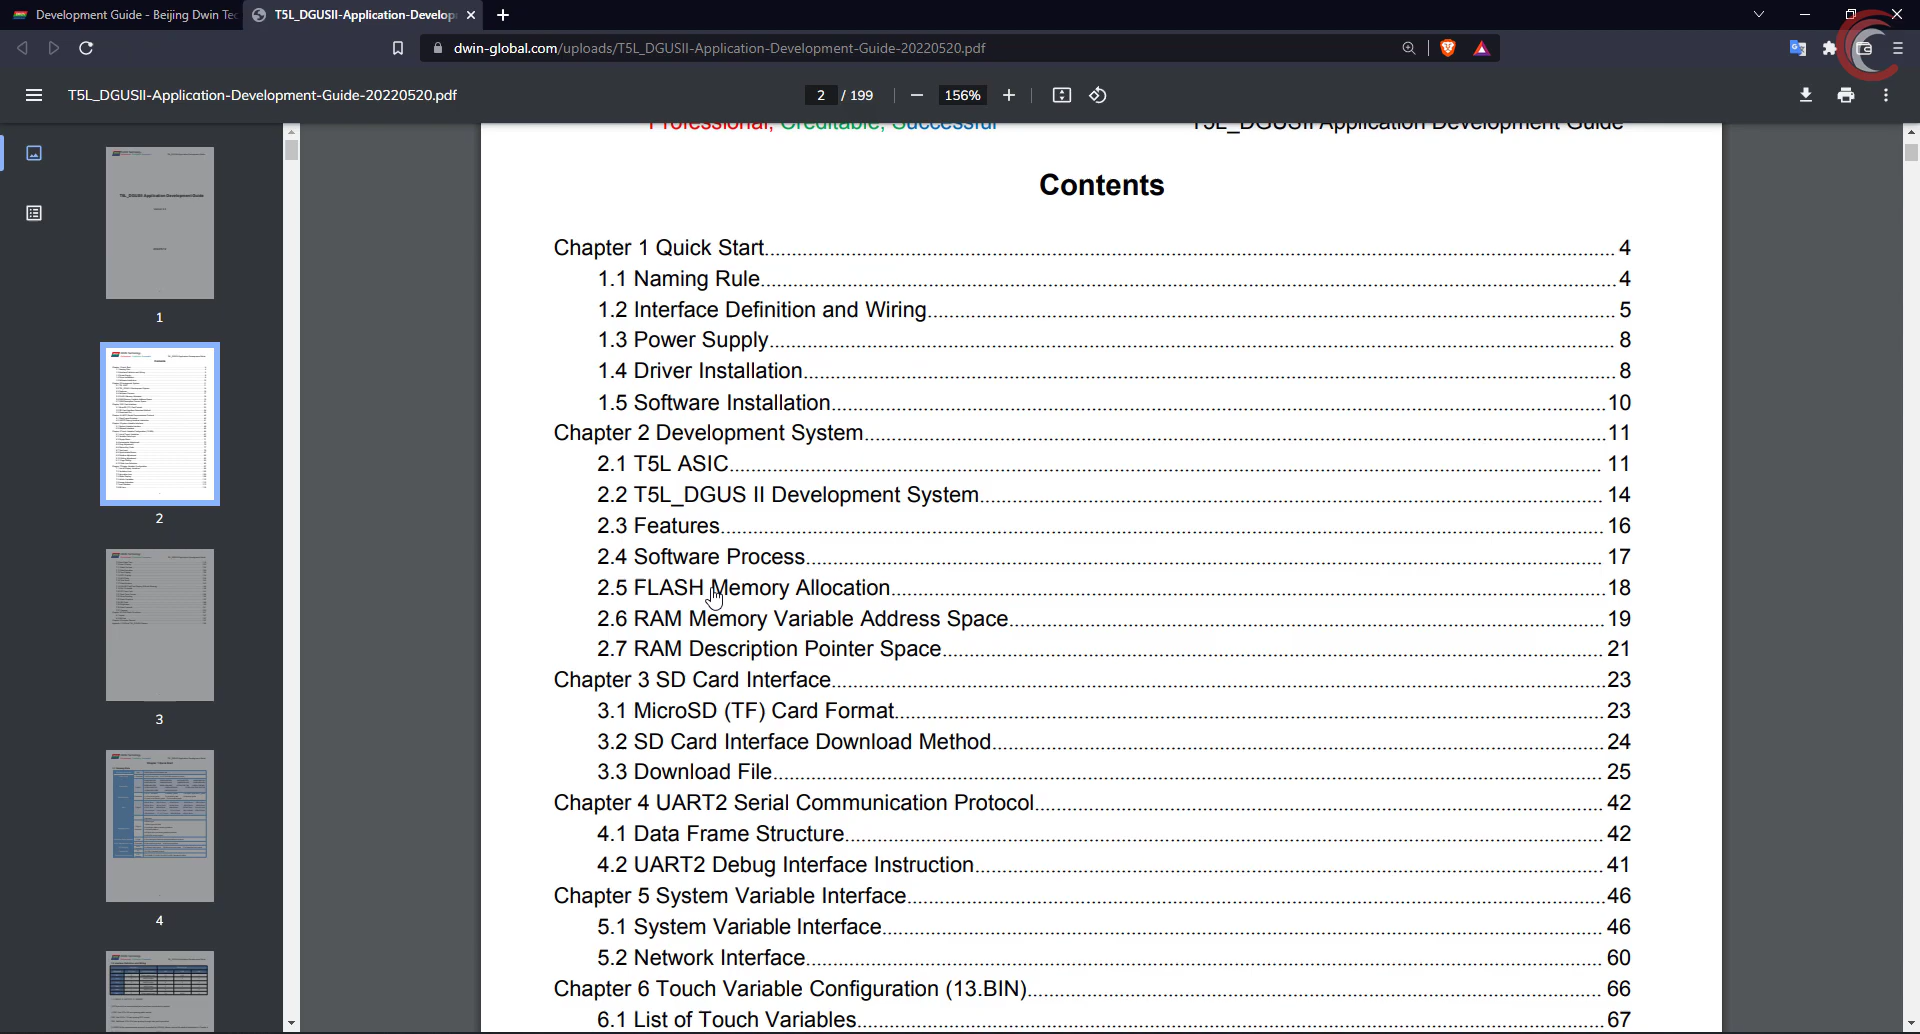 Development Guide - Beijing Dwin Tec
T5L_DGUSII-Application-Develop
dwin-global.com/uploads/T5L_DGUSII-Application-Development-Guide-20220520.pdf
T5L_DGUSII-Application-Development-Guide-20220520.pdf
2 / 199
156%
Professional, Creditable, Successful
T5L_DGUSII Application Development Guide
Contents
Chapter 1 Quick Start 4
1.1 Naming Rule 4
1.2 Interface Definition and Wiring 5
1.3 Power Supply 8
1.4 Driver Installation 8
1.5 Software Installation 10
Chapter 2 Development System 11
2.1 T5L ASIC 11
2.2 T5L_DGUS II Development System 14
2.3 Features 16
2.4 Software Process 17
2.5 FLASH Memory Allocation 18
2.6 RAM Memory Variable Address Space 19
2.7 RAM Description Pointer Space 21
Chapter 3 SD Card Interface 23
3.1 MicroSD (TF) Card Format 23
3.2 SD Card Interface Download Method 24
3.3 Download File 25
Chapter 4 UART2 Serial Communication Protocol 42
4.1 Data Frame Structure 42
4.2 UART2 Debug Interface Instruction 41
Chapter 5 System Variable Interface 46
5.1 System Variable Interface 46
5.2 Network Interface 60
Chapter 6 Touch Variable Configuration (13.BIN) 66
6.1 List of Touch Variables 67
1
2
3
4